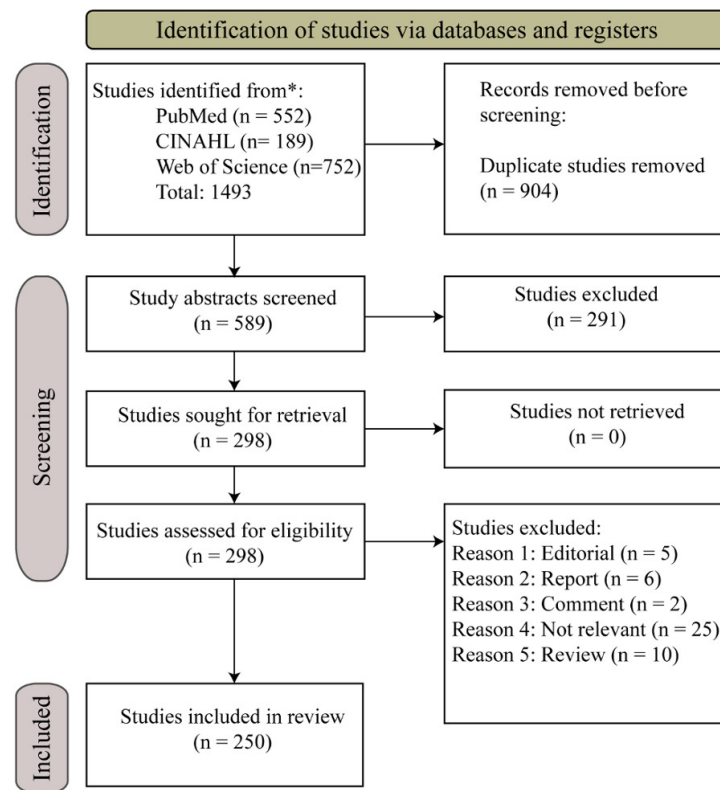 Identification of studies via databases and registers
Identification
Studies identified from*:
PubMed (n = 552)
CINAHL (n= 189)
Web of Science (n=752)
Total: 1493
Records removed before
screening:
Duplicate studies removed
(n = 904)
Screening
Study abstracts screened
(n = 589)
Studies excluded
(n = 291)
Studies sought for retrieval
(n = 298)
Studies not retrieved
(n = 0)
Studies assessed for eligibility
(n = 298)
Studies excluded:
Reason 1: Editorial (n = 5)
Reason 2: Report (n = 6)
Reason 3: Comment (n = 2)
Reason 4: Not relevant (n = 25)
Reason 5: Review (n = 10)
Included
Studies included in review
(n = 250)